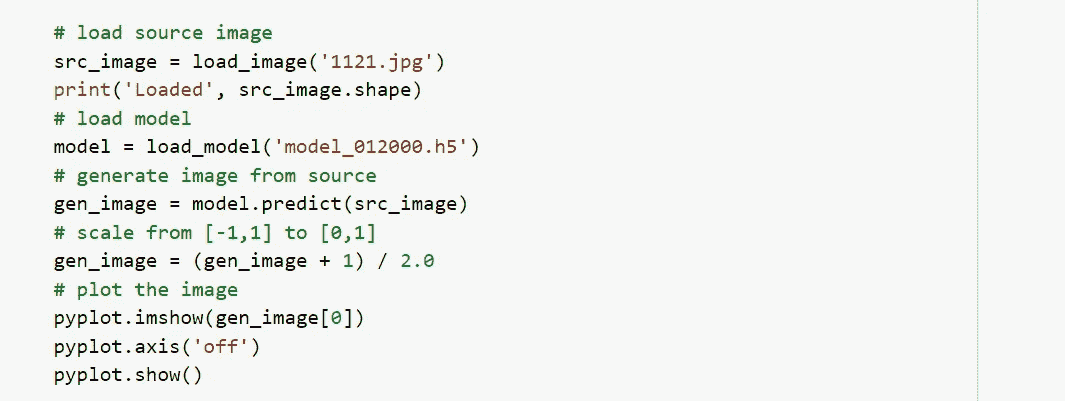 # load source image
src_image = load_image('1121.jpg')
print('Loaded', src_image.shape)
# load model
model = load_model('model_012000.h5')
# generate image from source
gen_image = model.predict(src_image)
# scale from [-1,1] to [0,1]
gen_image = (gen_image + 1) / 2.0
# plot the image
pyplot.imshow(gen_image[0])
pyplot.axis('off')
pyplot.show()